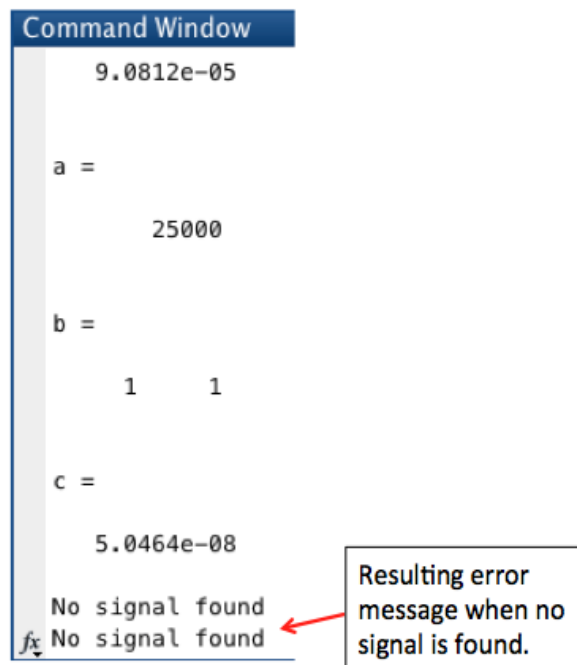 Command Window
9.0812e-05
a =
25000
b =
1 1
c =
5.0464e-08
No signal found
fx No signal found
Resulting error
message when no
signal is found.